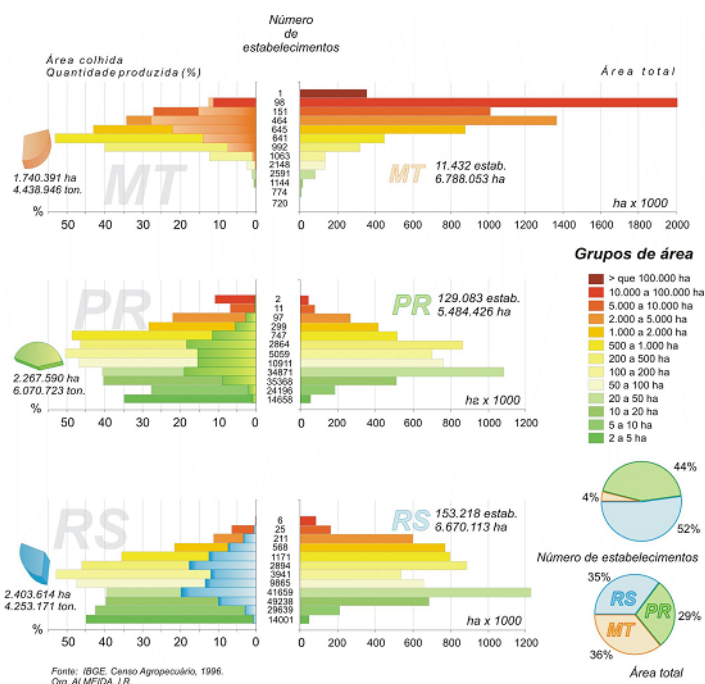 Número
de
estabelecimentos
Área colhida
Quantidade produzida (%)
Área total
1
98
151
464
645
641
992
1063
2148
2591
1144
774
720
1.740.391 ha
4.438.946 ton.
MT
MT
11.432 estab.
6.788.053 ha
ha x 1000
%
50 40 30 20 10 0
0 200 400 600 800 1000 1200 1400 1600 1800 2000
Grupos de área
> que 100.000 ha
10.000 a 100.000 ha
5.000 a 10.000 ha
2.000 a 5.000 ha
1.000 a 2.000 ha
500 a 1.000 ha
200 a 500 ha
100 a 200 ha
50 a 100 ha
20 a 50 ha
10 a 20 ha
5 a 10 ha
2 a 5 ha
PR
2
11
97
299
747
2864
5059
10911
34871
35368
24196
14658
PR
129.083 estab.
5.484.426 ha
2.267.590 ha
6.070.723 ton.
ha x 1000
%
50 40 30 20 10 0
0 200 400 600 800 1000 1200
44%
4%
52%
Número de estabelecimentos
RS
6
25
211
568
1171
2894
3941
9865
41659
49238
29639
14001
RS
153.218 estab.
6.670.113 ha
2.403.614 ha
4.253.171 ton.
ha x 1000
%
50 40 30 20 10 0
0 200 400 600 800 1000 1200
35%
RS
PR
29%
MT
36%
Área total
Fonte: IBGE. Censo Agropecuário, 1996.
Org. ALMEIDA, I.R.